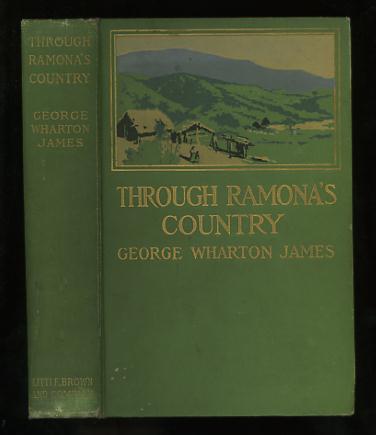 THROUGH
RAMONA'S
COUNTRY
GEORGE
WHARTON
JAMES
LITTLE, BROWN
AND COMPANY
THROUGH RAMONA'S
COUNTRY
GEORGE WHARTON JAMES